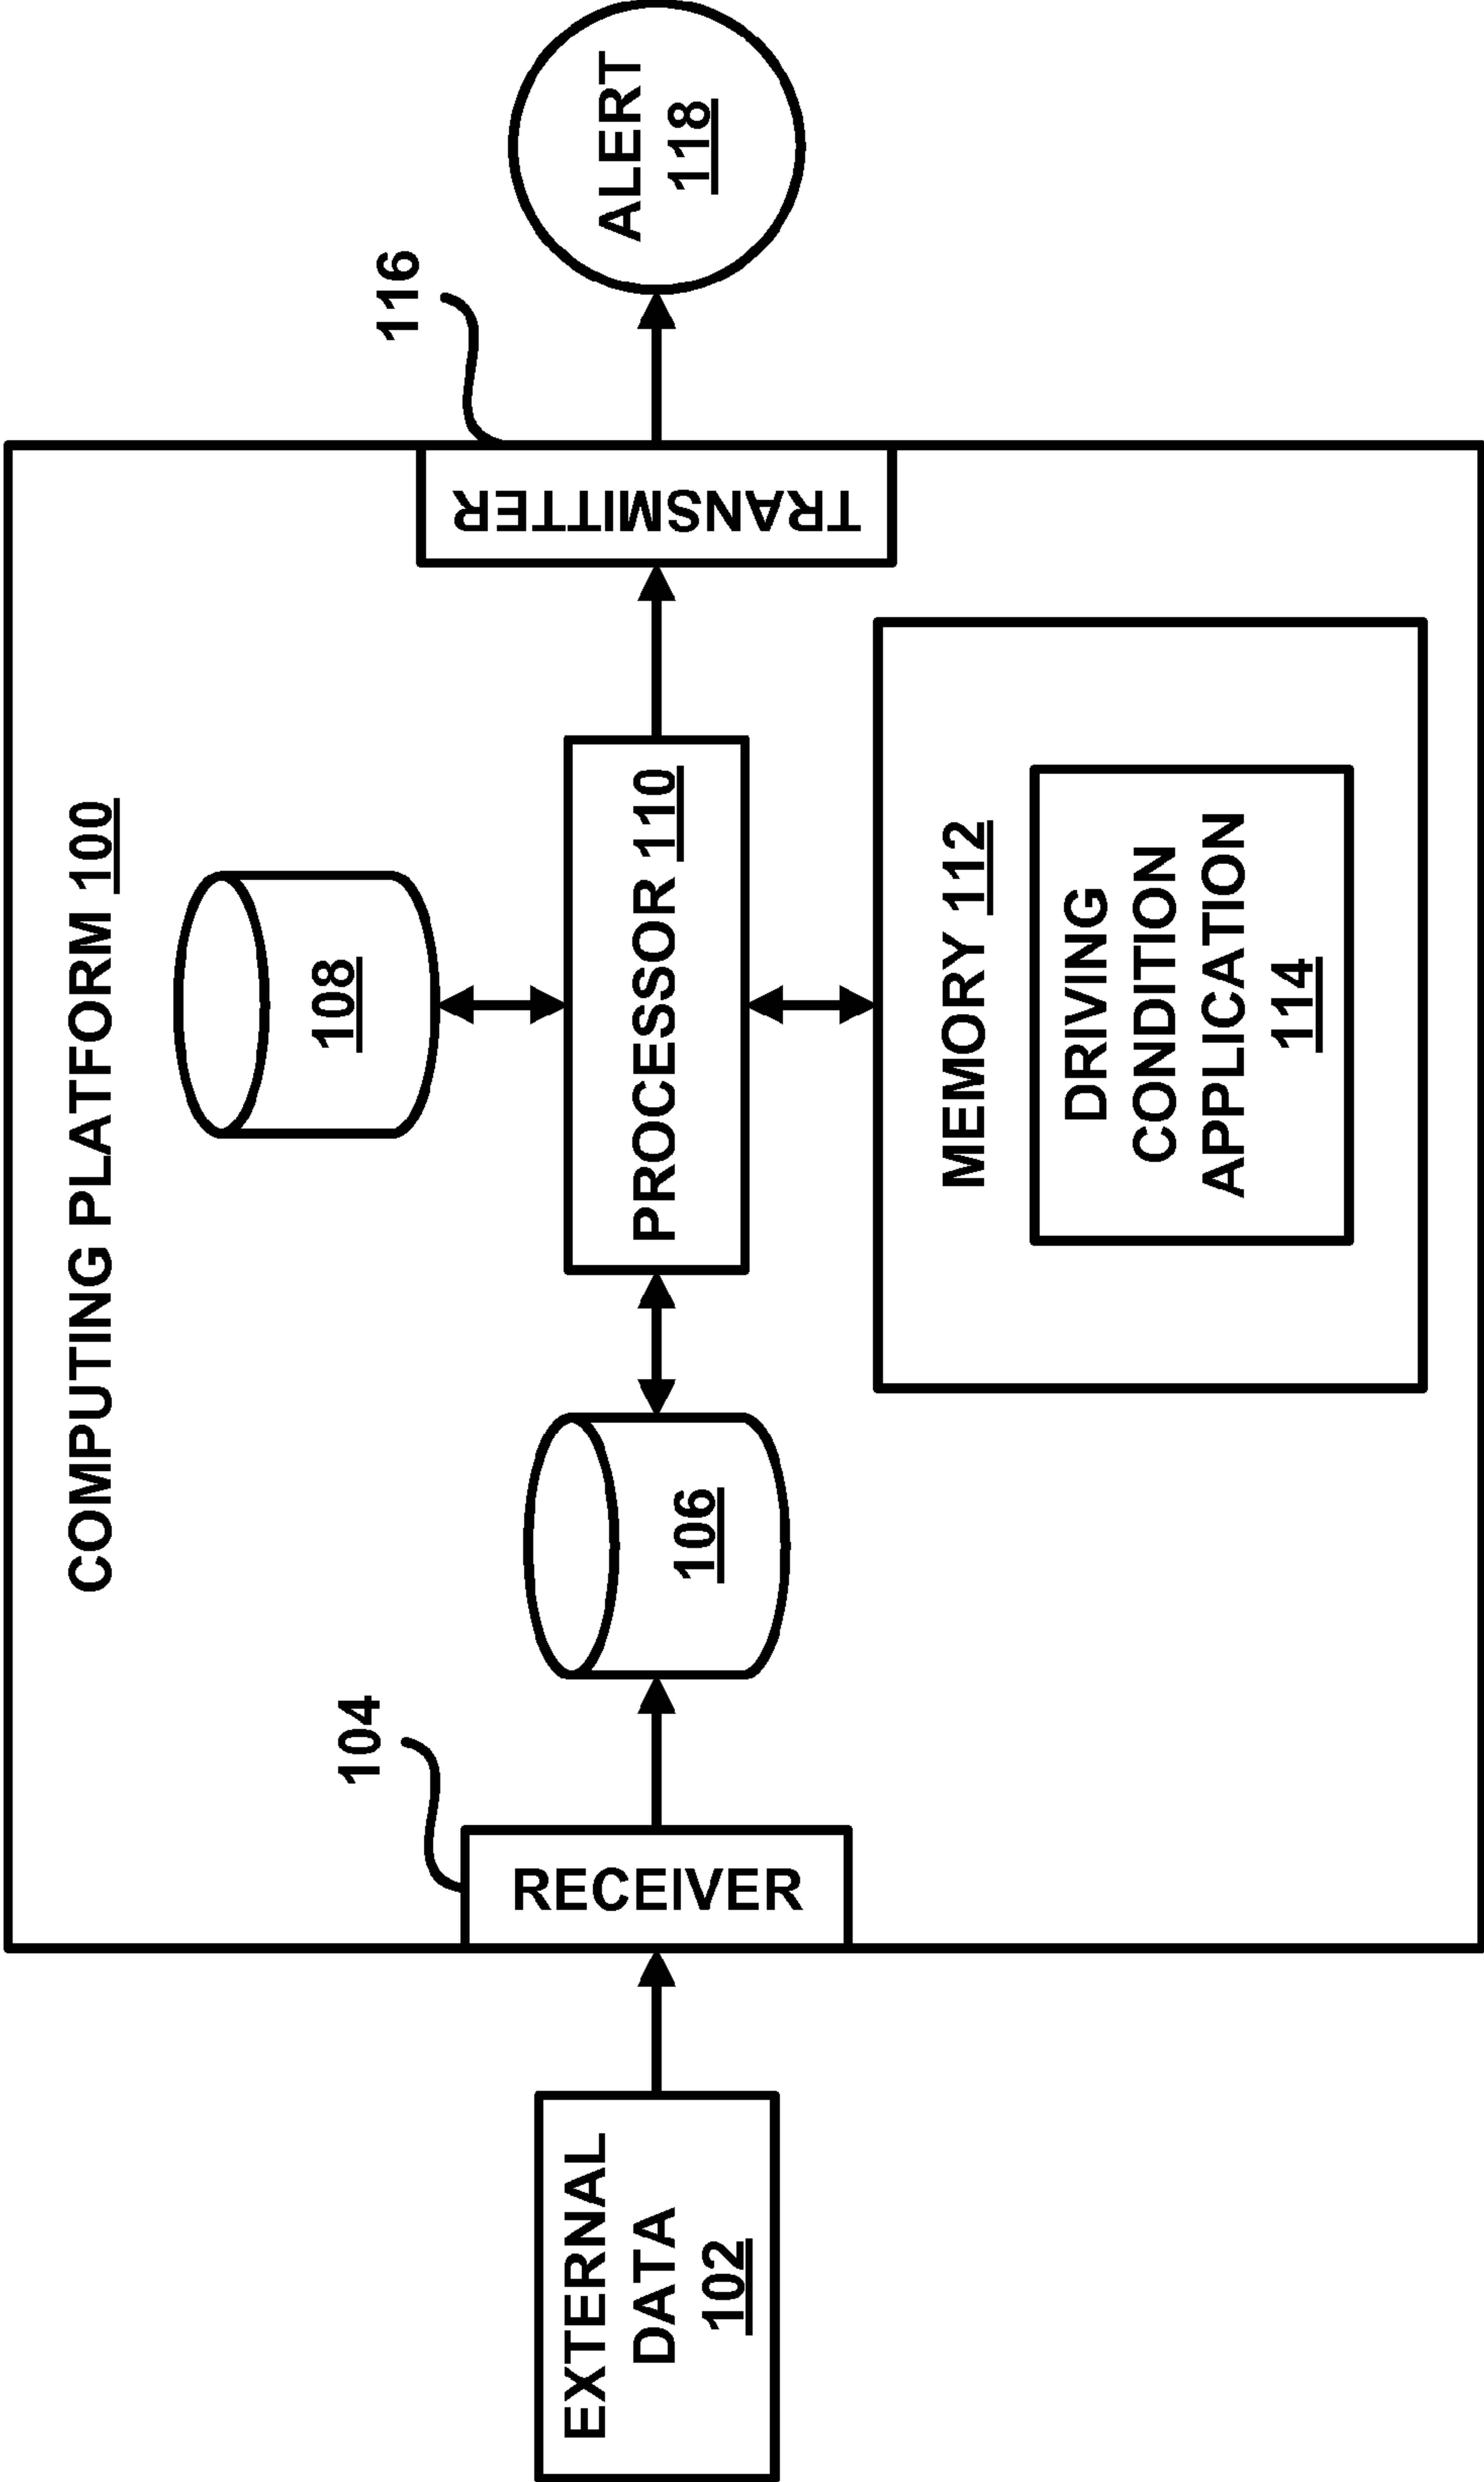 COMPUTING PLATFORM 100
EXTERNAL
DATA
102
104
RECEIVER
106
108
PROCESSOR 110
MEMORY 112
DRIVING
CONDITION
APPLICATION
114
TRANSMITTER
116
ALERT
118